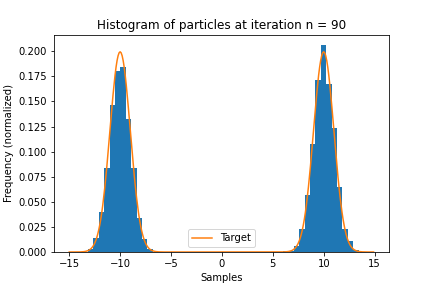 Histogram of particles at iteration n = 90
Frequency (normalized)
0.200
0.175
0.150
0.125
0.100
0.075
0.050
0.025
0.000
Target
−15 −10 −5 0 5 10 15
Samples